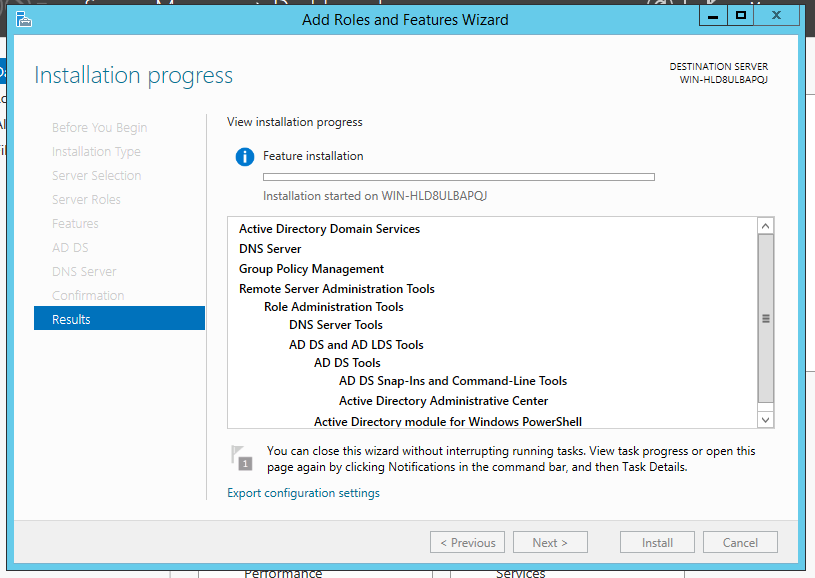 Add Roles and Features Wizard
Installation progress
DESTINATION SERVER
WIN-HLD8ULBAPQJ
Before You Begin
Installation Type
Server Selection
Server Roles
Features
AD DS
DNS Server
Confirmation
Results
View installation progress
Feature installation
Installation started on WIN-HLD8ULBAPQJ
Active Directory Domain Services
DNS Server
Group Policy Management
Remote Server Administration Tools
Role Administration Tools
DNS Server Tools
AD DS and AD LDS Tools
AD DS Tools
AD DS Snap-Ins and Command-Line Tools
Active Directory Administrative Center
Active Directory module for Windows PowerShell
1
You can close this wizard without interrupting running tasks. View task progress or open this
page again by clicking Notifications in the command bar, and then Task Details.
Export configuration settings
< Previous
Next >
Install
Cancel
Performance
Services